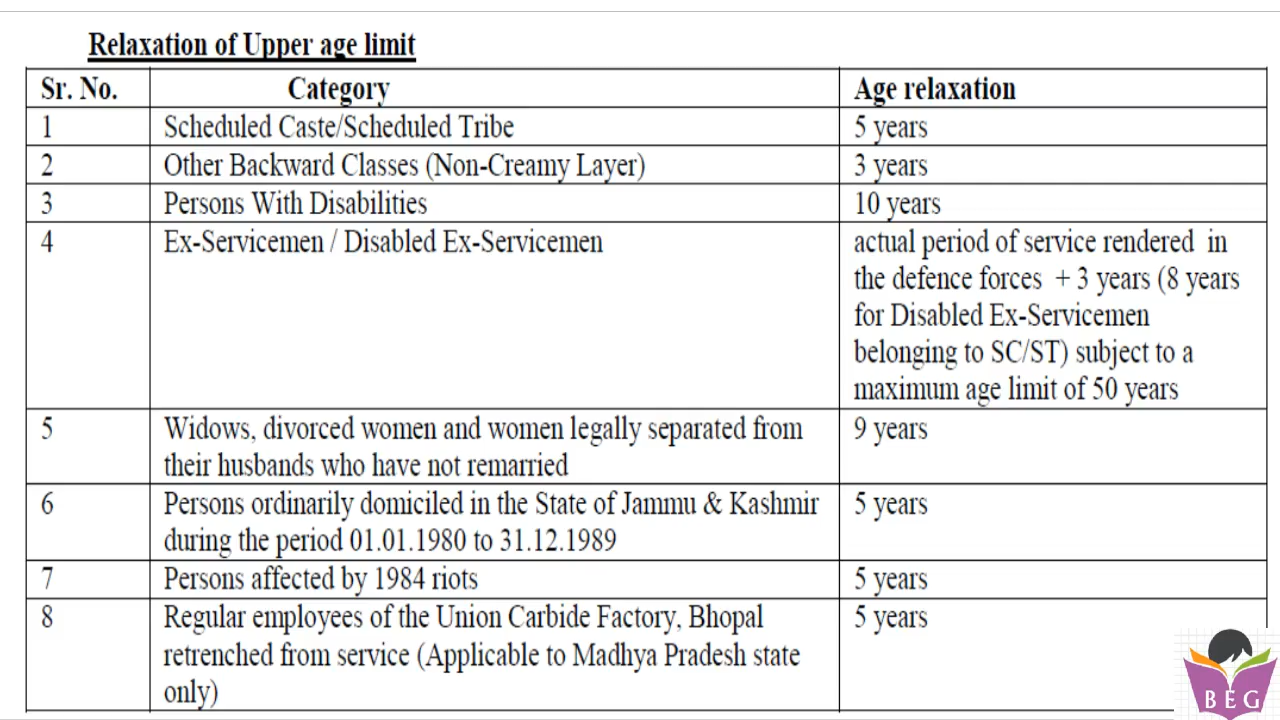 Relaxation of Upper age limit
Sr. No. Category Age relaxation
1 Scheduled Caste/Scheduled Tribe 5 years
2 Other Backward Classes (Non-Creamy Layer) 3 years
3 Persons With Disabilities 10 years
4 Ex-Servicemen / Disabled Ex-Servicemen actual period of service rendered in
the defence forces + 3 years (8 years
for Disabled Ex-Servicemen
belonging to SC/ST) subject to a
maximum age limit of 50 years
5 Widows, divorced women and women legally separated from 9 years
their husbands who have not remarried
6 Persons ordinarily domiciled in the State of Jammu & Kashmir 5 years
during the period 01.01.1980 to 31.12.1989
7 Persons affected by 1984 riots 5 years
8 Regular employees of the Union Carbide Factory, Bhopal 5 years
retrenched from service (Applicable to Madhya Pradesh state
only)
BEG